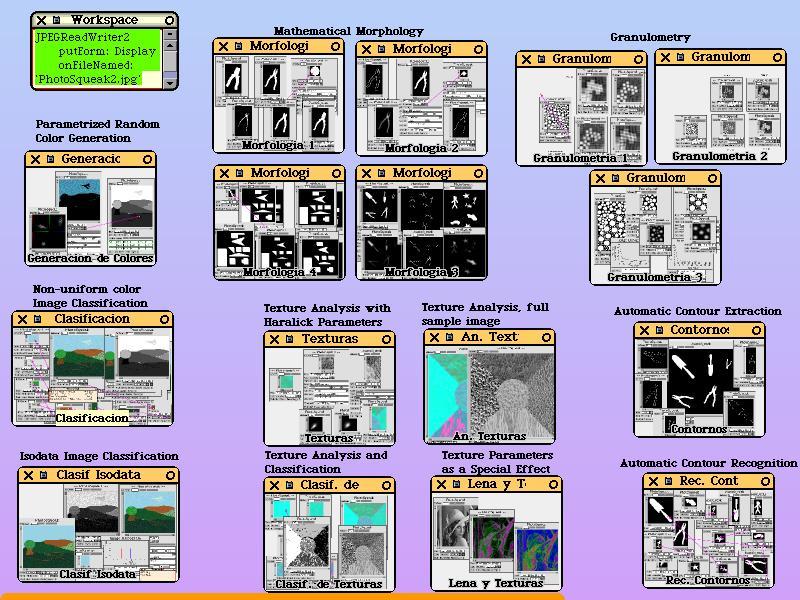 Workspace
JPEGReadWriter2
putForm: Display
onFileNamed:
'PhotoSqueak2.jpg'
Mathematical Morphology
Morfologi
Morfologia 1
Morfologi
Morfologia 2
Granulometry
Granulom
Granulometria 1
Granulom
Granulometria 2
Parametrized Random
Color Generation
Generacic
Generacion de Colores
Morfologi
Morfologia 4
Morfologi
Morfologia 3
Granulom
Granulometria 3
Non-uniform color
Image Classification
Clasificacion
Clasificacion
Texture Analysis with
Haralick Parameters
Texturas
Texturas
Texture Analysis, full
sample image
An. Text
An. Texturas
Automatic Contour Extraction
Contornos
Contornos
Isodata Image Classification
Clasif Isodata
Clasif Isodata
Texture Analysis and
Classification
Clasif. de
Clasif. de Texturas
Texture Parameters
as a Special Effect
Lena y T
Lena y Texturas
Automatic Contour Recognition
Rec. Cont
Rec. Contornos